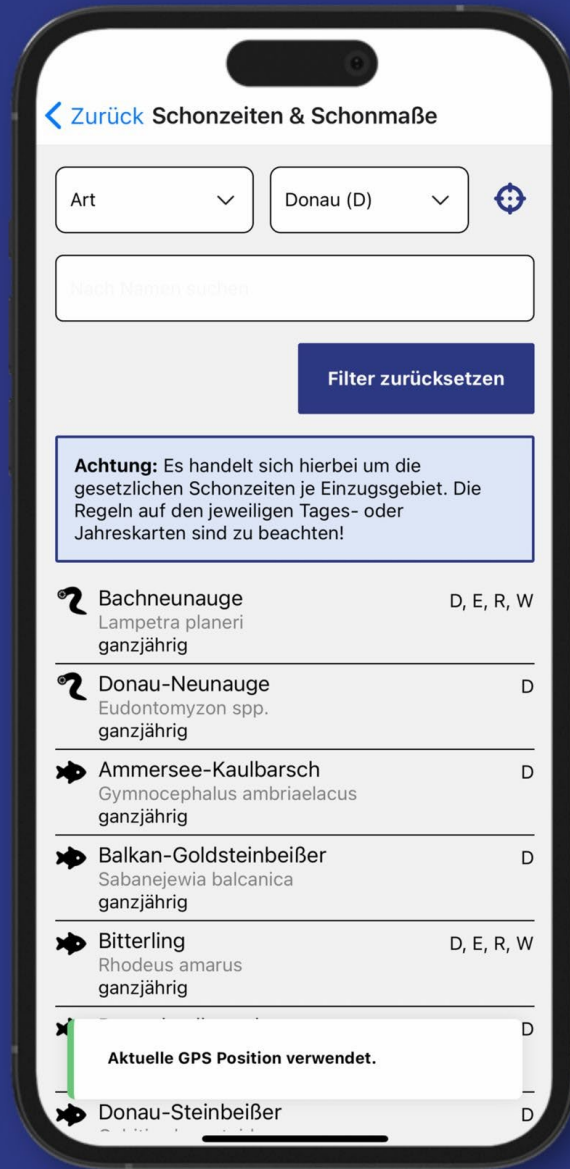 Zurück Schonzeiten & Schonmaße
Art
Donau (D)
Nach Namen suchen
Filter zurücksetzen
Achtung: Es handelt sich hierbei um die
gesetzlichen Schonzeiten je Einzugsgebiet. Die
Regeln auf den jeweiligen Tages- oder
Jahreskarten sind zu beachten!
Bachneunauge D, E, R, W
Lampetra planeri
ganzjährig
Donau-Neunauge D
Eudontomyzon spp.
ganzjährig
Ammersee-Kaulbarsch D
Gymnocephalus ambriaelacus
ganzjährig
Balkan-Goldsteinbeißer D
Sabanejewia balcanica
ganzjährig
Bitterling D, E, R, W
Rhodeus amarus
ganzjährig
D
Aktuelle GPS Position verwendet.
Donau-Steinbeißer D